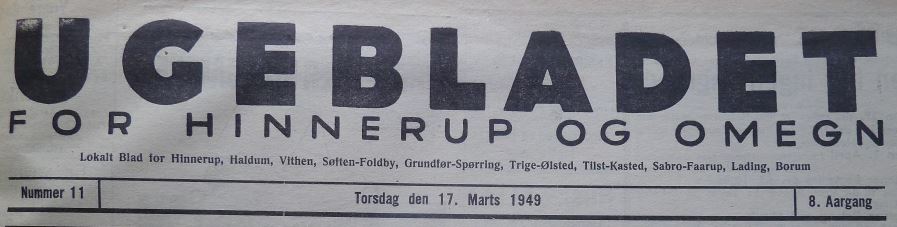 UGEBLADET
FOR HINNERUP OG OMEGN
Lokalt Blad for Hinnerup, Haldum, Vithen, Søften-Foldby, Grundfør-Spørring, Trige-Ølsted, Tilst-Kasted, Sabro-Faarup, Lading, Borum
Nummer 11 Torsdag den 17. Marts 1949 8. Aargang